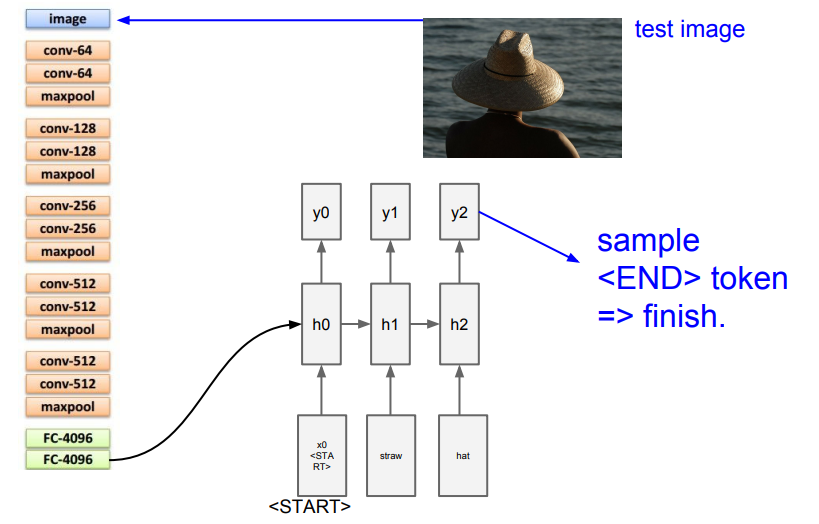 image
conv-64
conv-64
maxpool
conv-128
conv-128
maxpool
conv-256
conv-256
maxpool
conv-512
conv-512
maxpool
conv-512
conv-512
maxpool
FC-4096
FC-4096
test image
y0
y1
y2
sample
<END> token
=> finish.
h0
h1
h2
x0
<STA
RT>
straw
hat
<START>